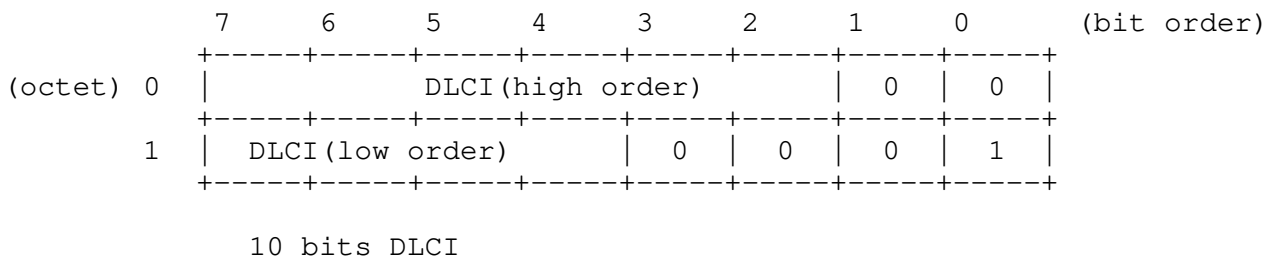 7     6     5     4     3     2     1     0     (bit order)
+-----+-----+-----+-----+-----+-----+-----+-----+
(octet) 0  |            DLCI(high order)       |  0  |  0  |
+-----+-----+-----+-----+-----+-----+-----+-----+
1  |  DLCI(low order)      |  0  |  0  |  0  |  1  |
+-----+-----+-----+-----+-----+-----+-----+-----+
10 bits DLCI